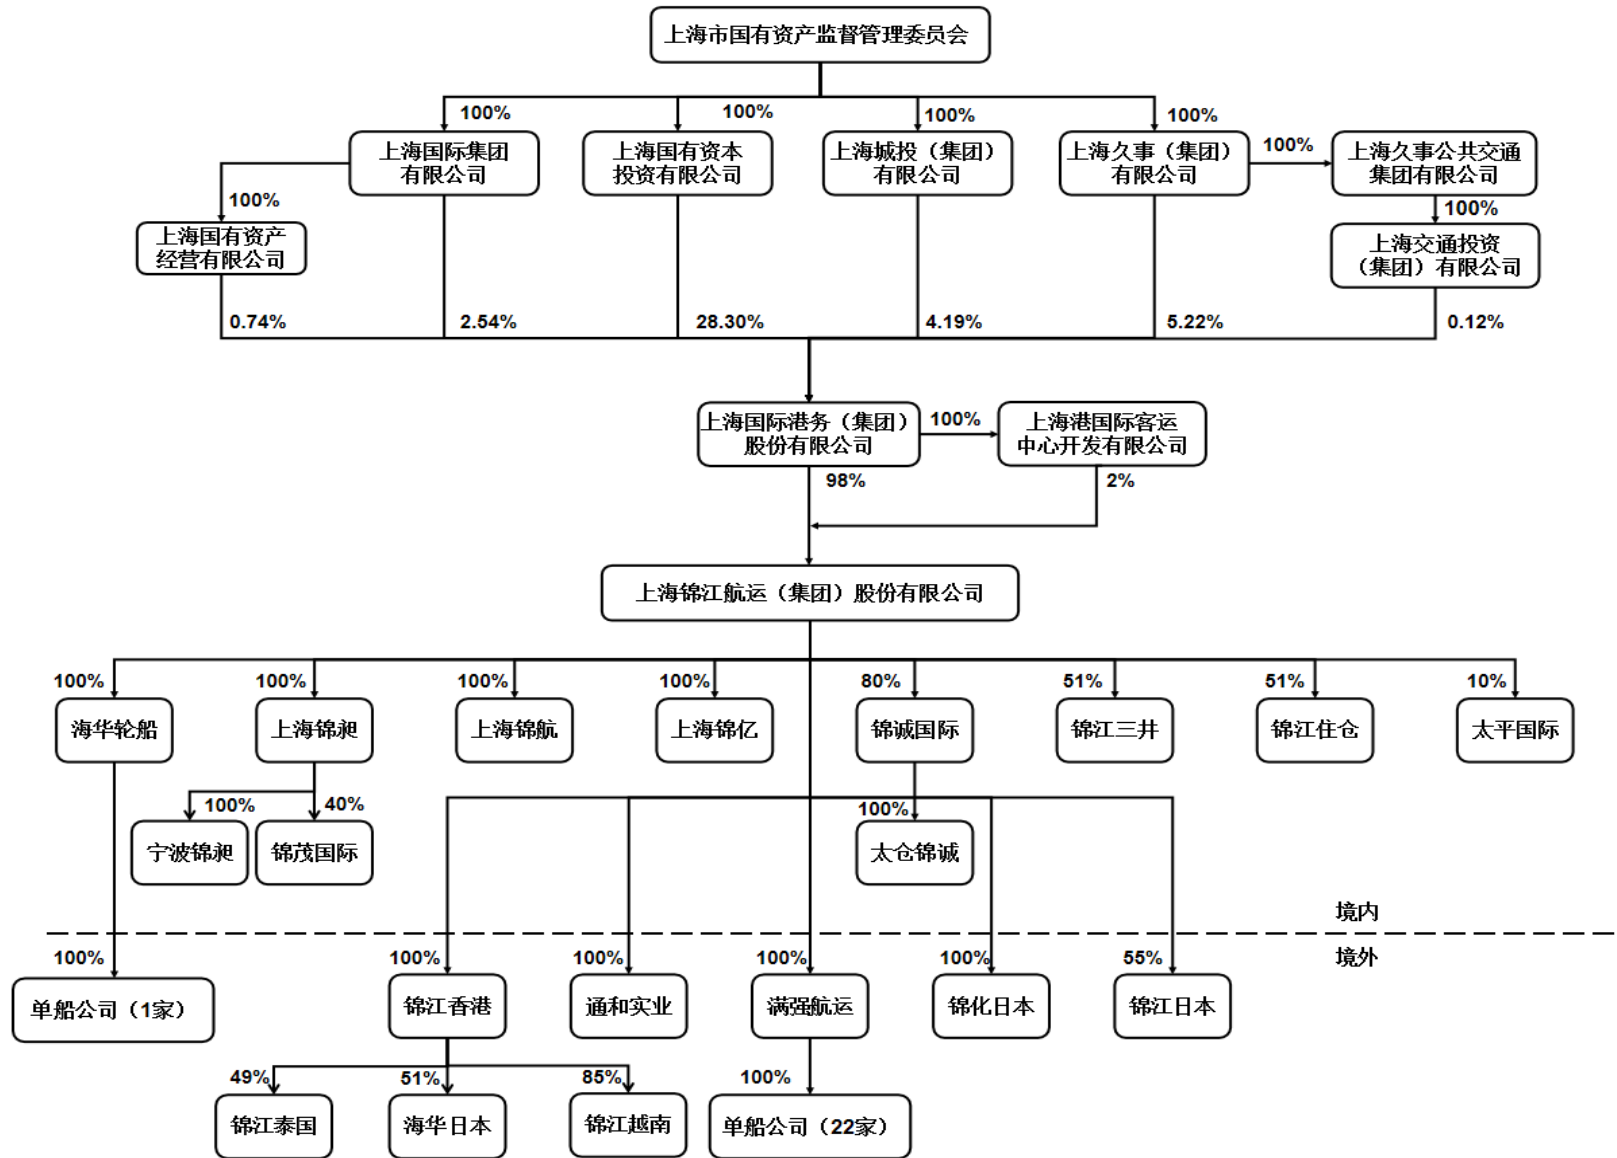 上海市国有资产监督管理委员会
100%
100%
100%
100%
上海国际集团
有限公司
上海国有资本
投资有限公司
上海城投（集团）
有限公司
上海久事（集团）
有限公司
100%
上海久事公共交通
集团有限公司
100%
100%
上海国有资产
经营有限公司
上海交通投资
（集团）有限公司
0.74%
2.54%
28.30%
4.19%
5.22%
0.12%
上海国际港务（集团）
股份有限公司
100%
上海港国际客运
中心开发有限公司
98%
2%
上海锦江航运（集团）股份有限公司
100%
100%
100%
100%
80%
51%
51%
10%
海华轮船
上海锦昶
上海锦航
上海锦亿
锦诚国际
锦江三井
锦江住仓
太平国际
100%
40%
100%
宁波锦昶
锦茂国际
太仓锦诚
境内
境外
100%
100%
100%
100%
100%
55%
单船公司（1家）
锦江香港
通和实业
满强航运
锦化日本
锦江日本
49%
51%
85%
100%
锦江泰国
海华日本
锦江越南
单船公司（22家）